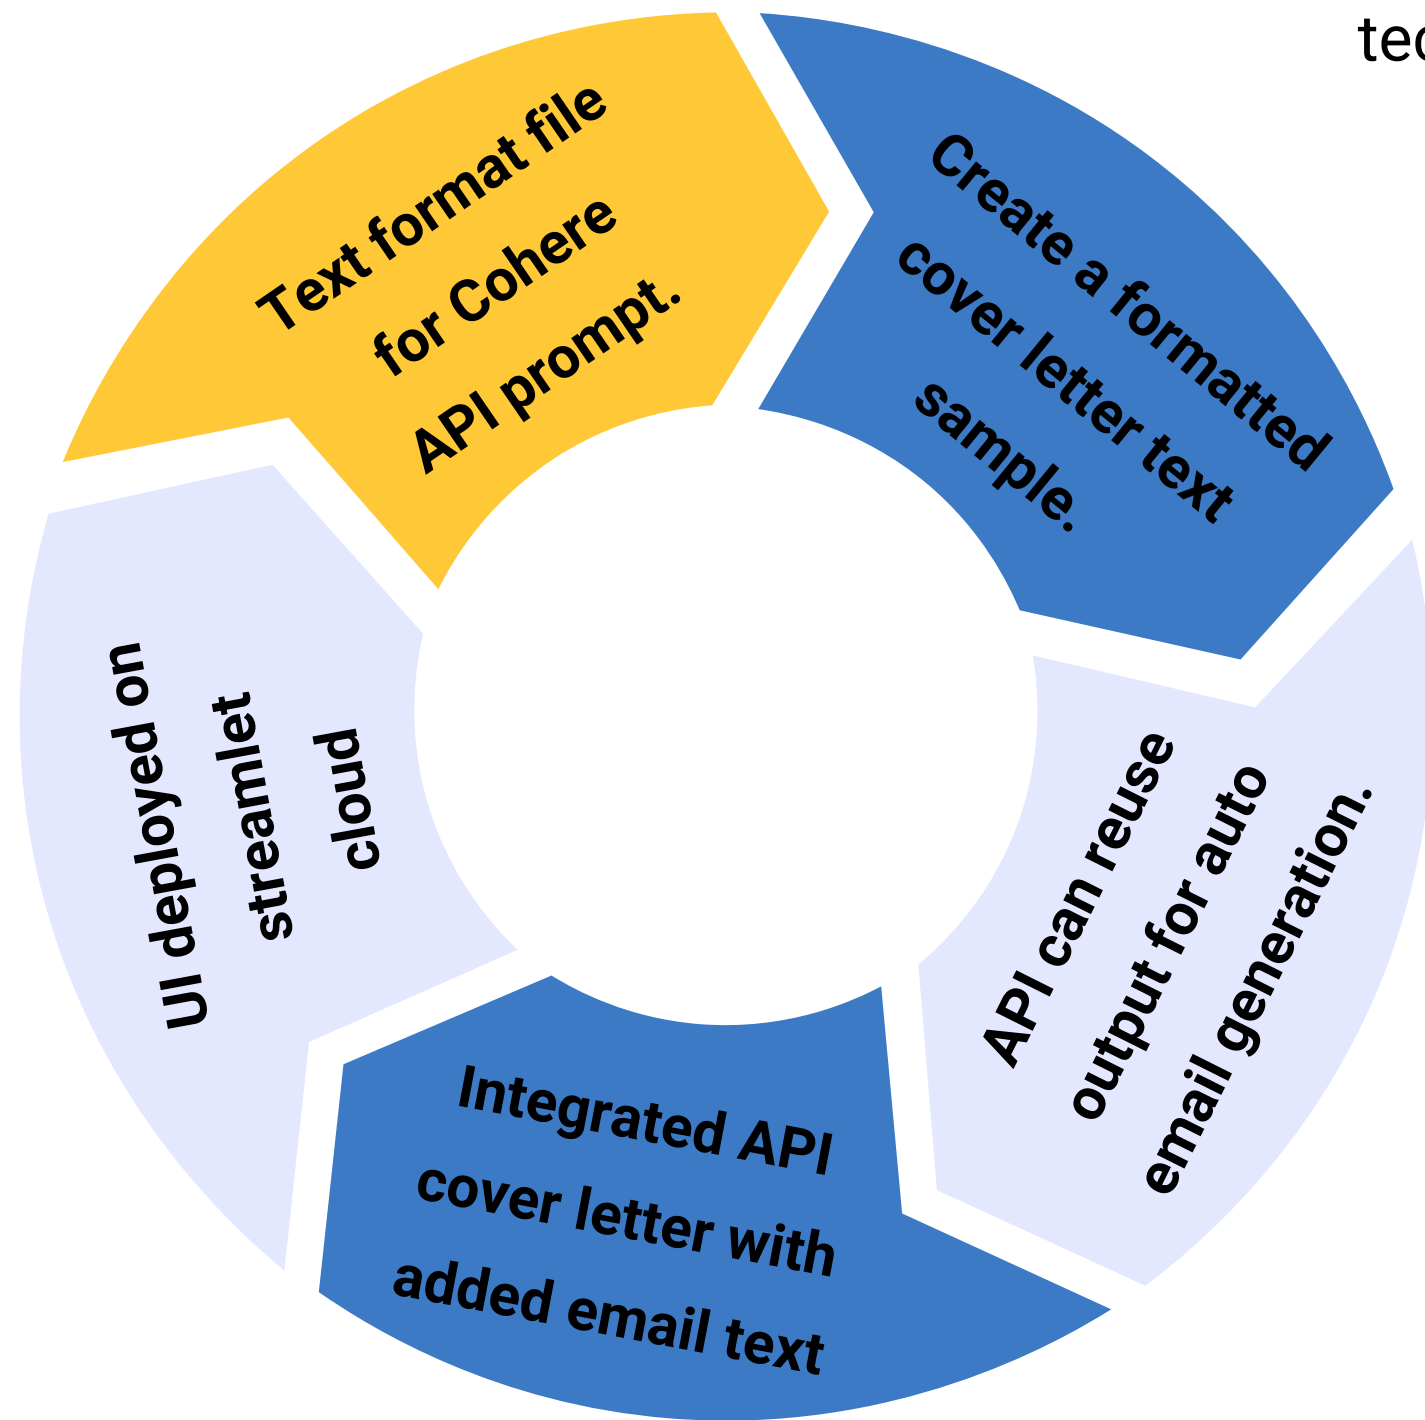 Text format file
for Cohere
API prompt.
Create a formatted
cover letter text
sample.
API can reuse
output for auto
email generation.
Integrated API
cover letter with
added email text
UI deployed on
streamlet
cloud